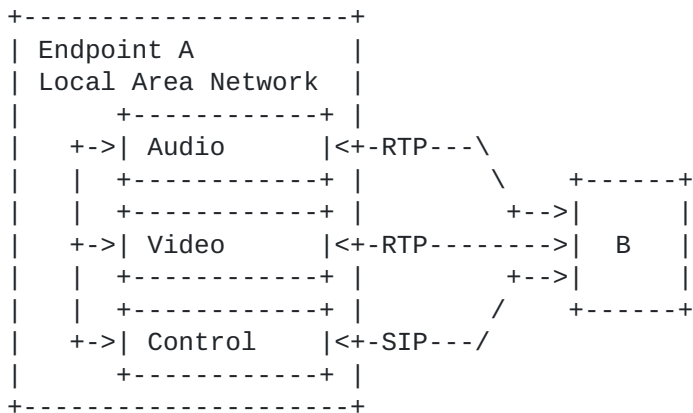 Endpoint A
Local Area Network
Audio RTP
Video RTP B
Control SIP